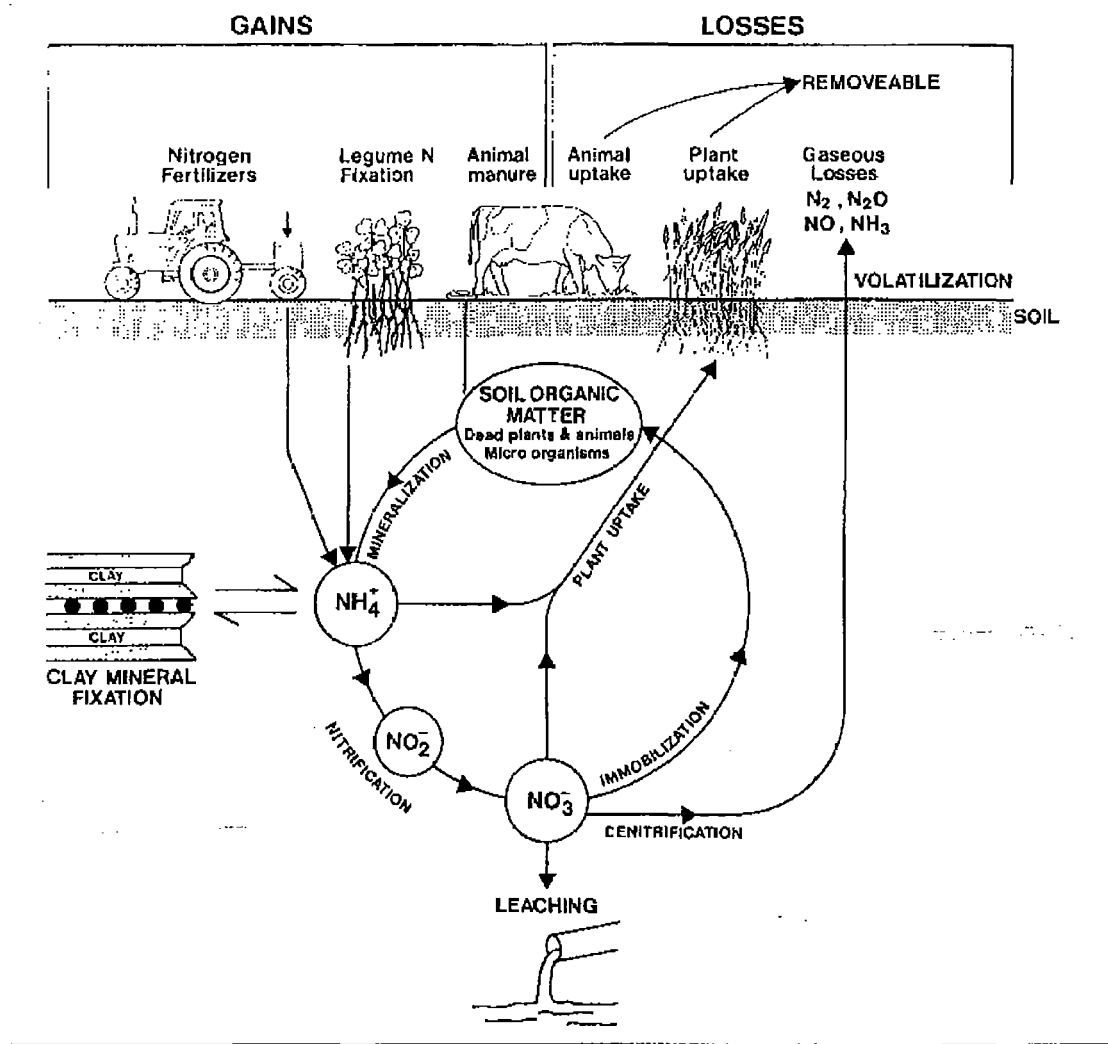 GAINS
LOSSES
REMOVEABLE
Nitrogen
Fertilizers
Legume N
Fixation
Animal
manure
Animal
uptake
Plant
uptake
Gaseous
Losses
N₂ , N₂O
NO, NH₃
VOLATILIZATION
SOIL
SOIL ORGANIC
MATTER
Dead plants & animals
Micro organisms
MINERALIZATION
PLANT UPTAKE
CLAY
CLAY
CLAY MINERAL
FIXATION
NH₄⁺
NO₂⁻
NITRIFICATION
NO₃⁻
IMMOBILIZATION
DENITRIFICATION
LEACHING